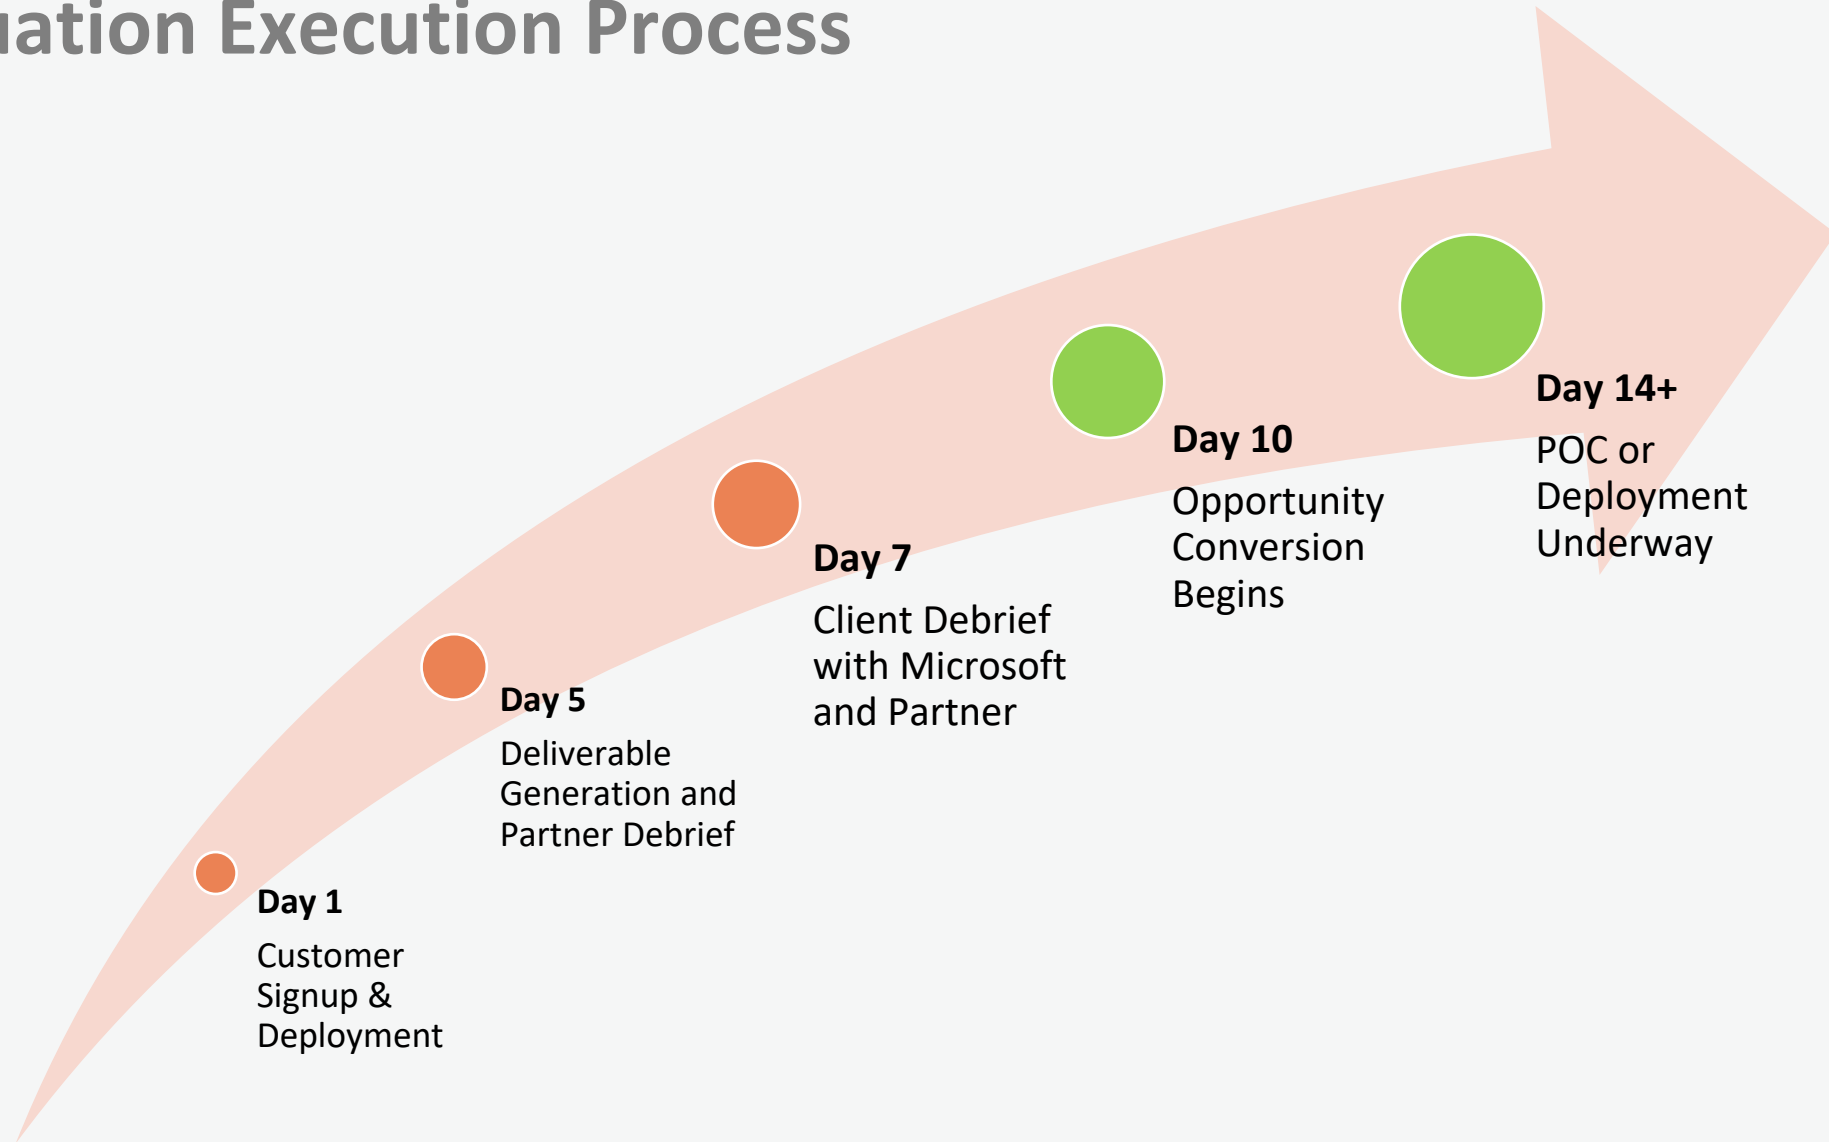 uation Execution Process
Day 1
Customer
Signup &
Deployment
Day 5
Deliverable
Generation and
Partner Debrief
Day 7
Client Debrief
with Microsoft
and Partner
Day 10
Opportunity
Conversion
Begins
Day 14+
POC or
Deployment
Underway